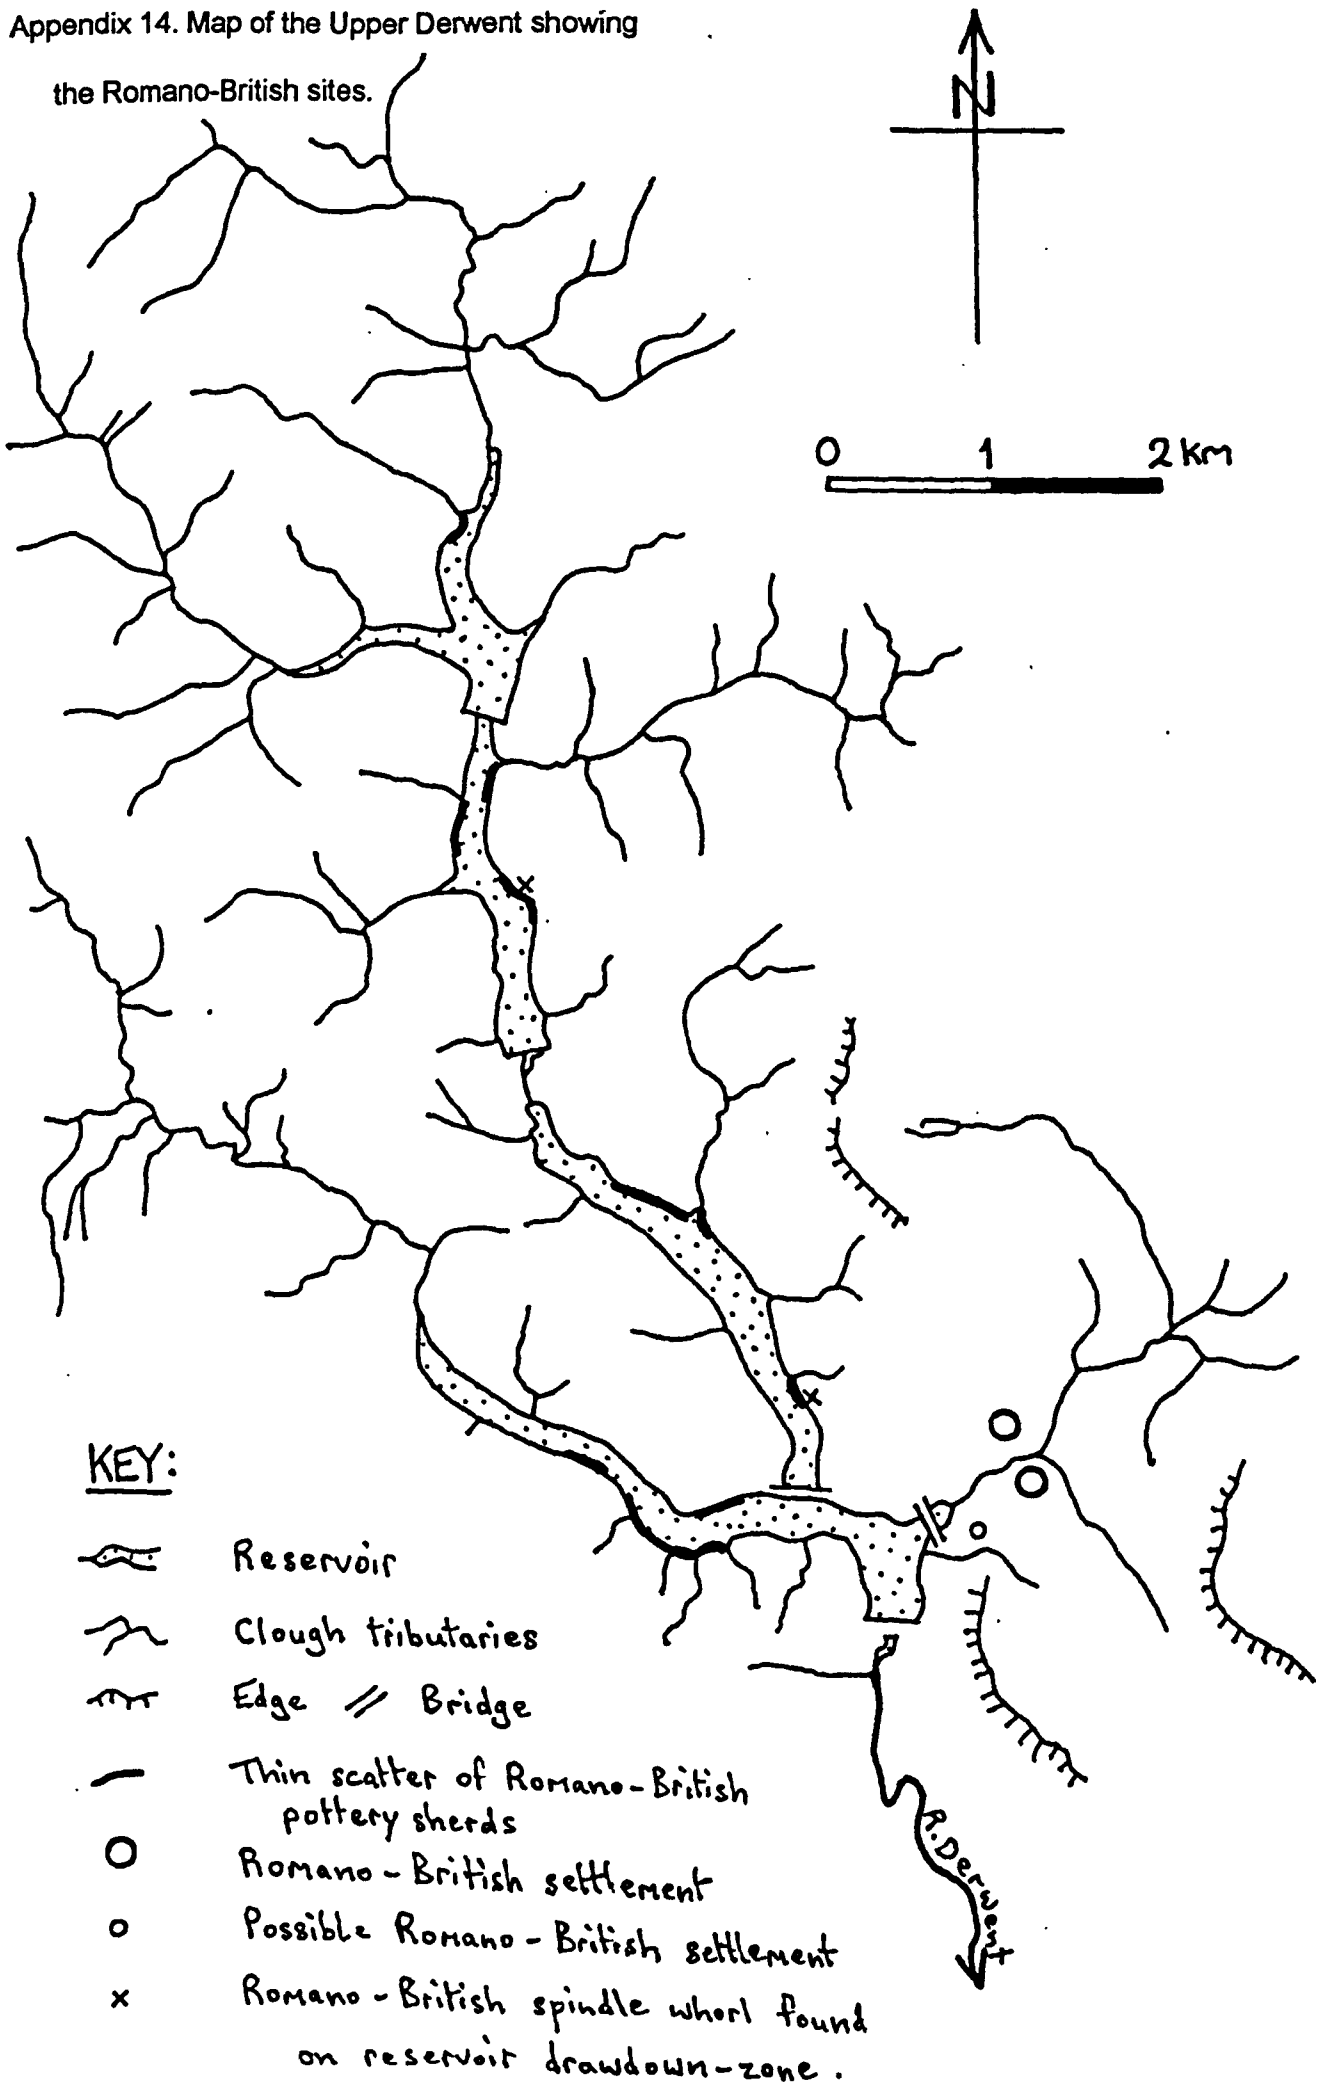 Appendix 14. Map of the Upper Derwent showing
the Romano-British sites.
N
0 1 2 km
KEY:
Reservoir
Clough tributaries
Edge Bridge
Thin scatter of Romano-British
pottery sherds
Romano-British settlement
Possible Romano-British settlement
Romano-British spindle whorl found
on reservoir drawdown-zone.
R. Derwent